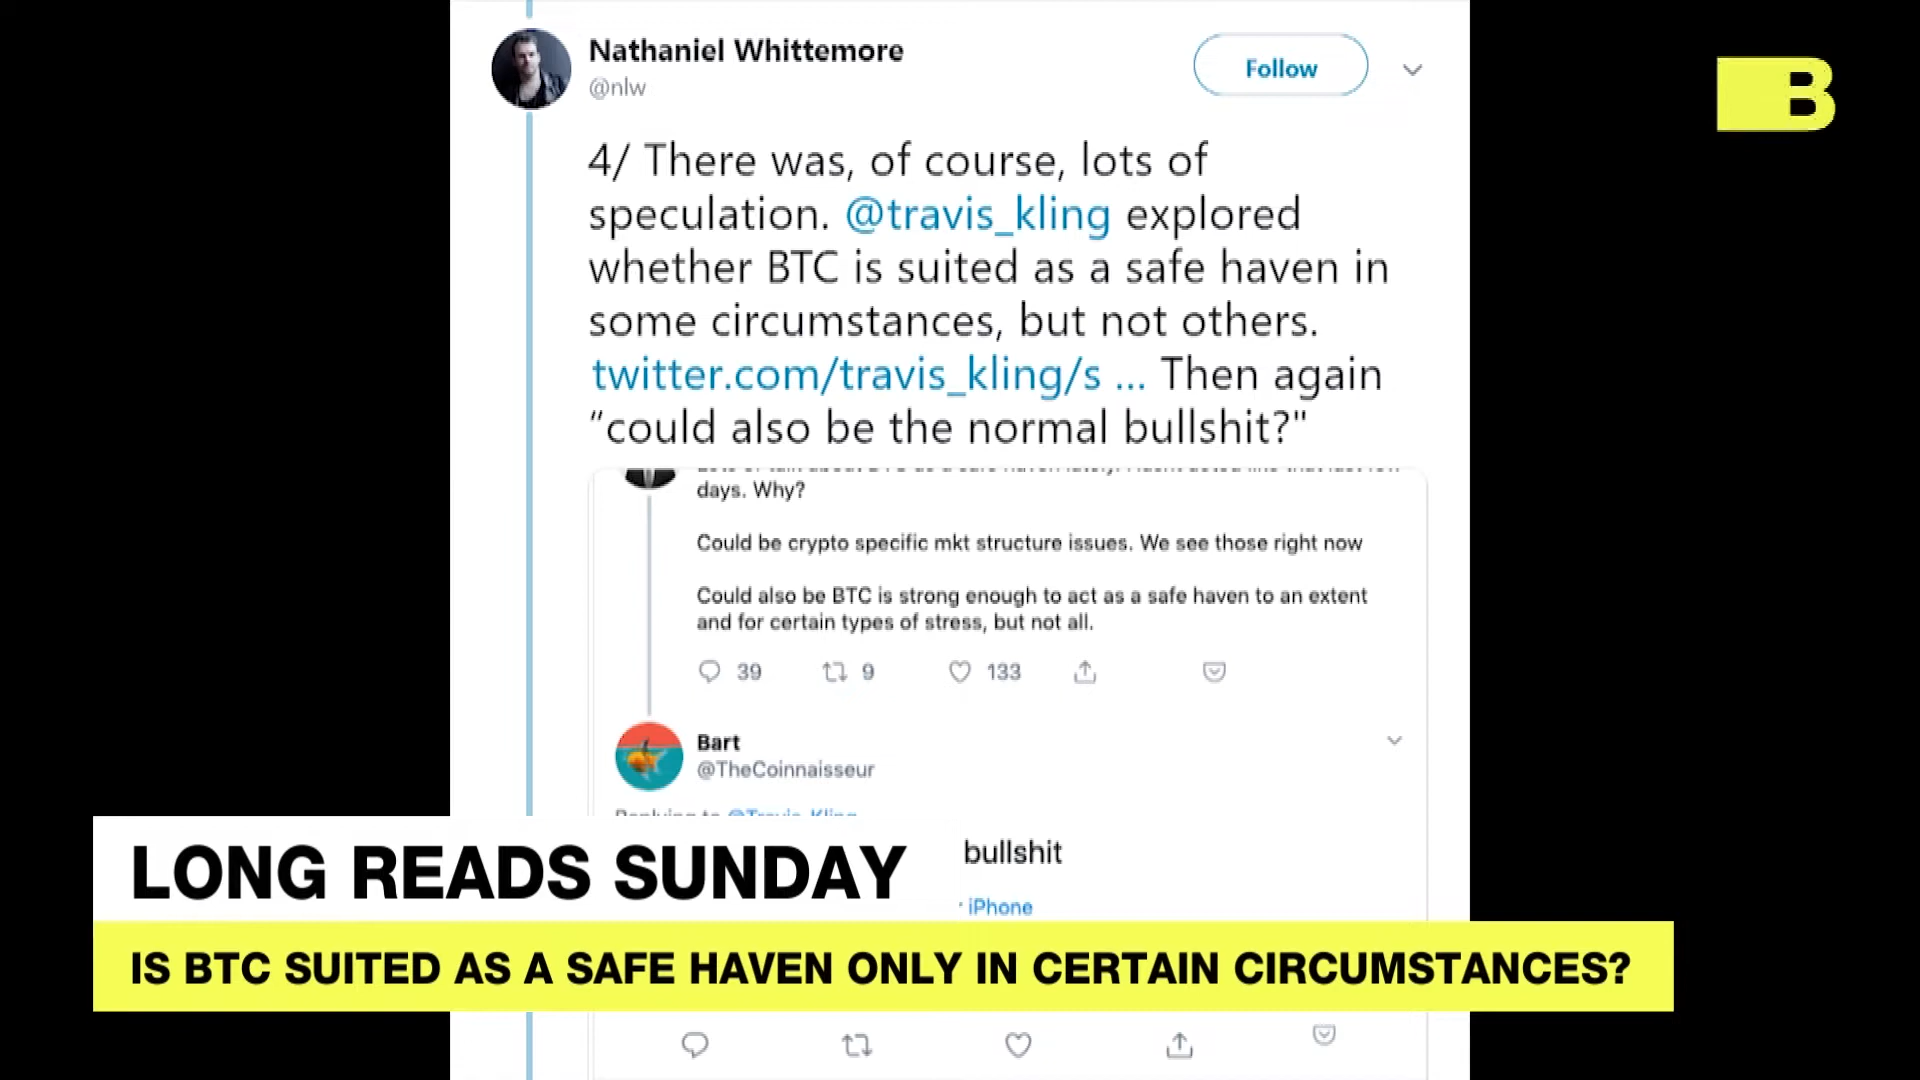 Nathaniel Whittemore
@nlw
Follow
B
4/ There was, of course, lots of
speculation. @travis_kling explored
whether BTC is suited as a safe haven in
some circumstances, but not others.
twitter.com/travis_kling/s ... Then again
“could also be the normal bullshit?"
days. Why?
Could be crypto specific mkt structure issues. We see those right now
Could also be BTC is strong enough to act as a safe haven to an extent
and for certain types of stress, but not all.
39 9 133
Bart
@TheCoinnaisseur
Replying to @Travis_Kling
bullshit
iPhone
LONG READS SUNDAY
IS BTC SUITED AS A SAFE HAVEN ONLY IN CERTAIN CIRCUMSTANCES?